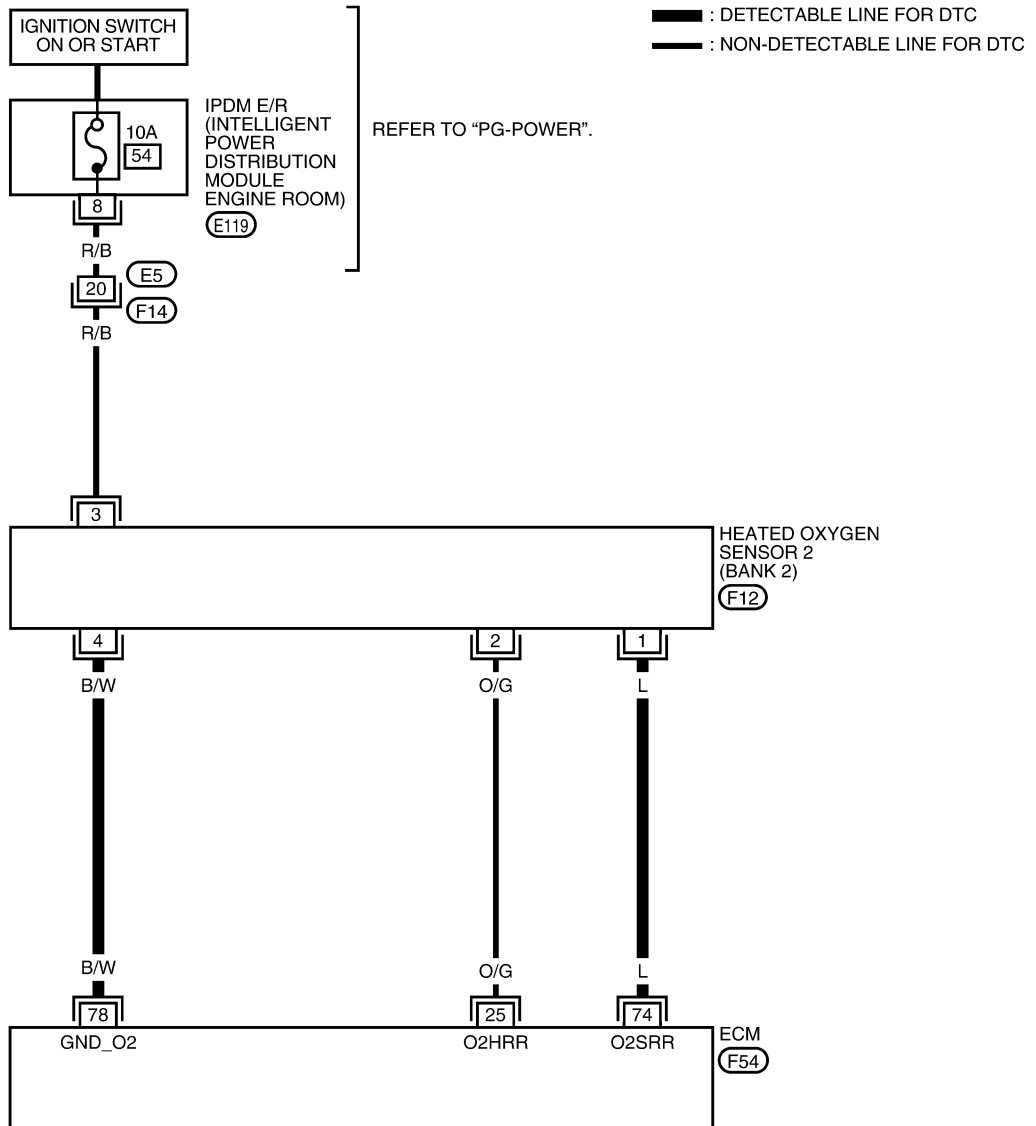 IGNITION SWITCH
ON OR START
: DETECTABLE LINE FOR DTC
: NON-DETECTABLE LINE FOR DTC
10A
54
IPDM E/R
(INTELLIGENT
POWER
DISTRIBUTION
MODULE
ENGINE ROOM)
E119
REFER TO “PG-POWER”.
8
R/B
20
E5
F14
R/B
3
HEATED OXYGEN
SENSOR 2
(BANK 2)
F12
4
2
1
B/W
O/G
L
B/W
O/G
L
78
25
74
GND_O2
O2HRR
O2SRR
ECM
F54